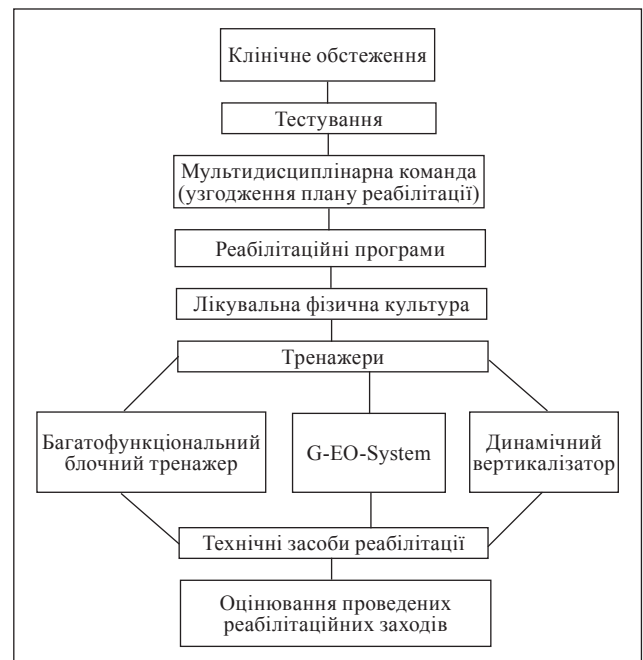 Клінічне обстеження
Тестування
Мультидисциплінарна команда
(узгодження плану реабілітації)
Реабілітаційні програми
Лікувальна фізична культура
Тренажери
Багатофункціональний
блочний тренажер
G-EO-System
Динамічний
вертикалізатор
Технічні засоби реабілітації
Оцінювання проведених
реабілітаційних заходів